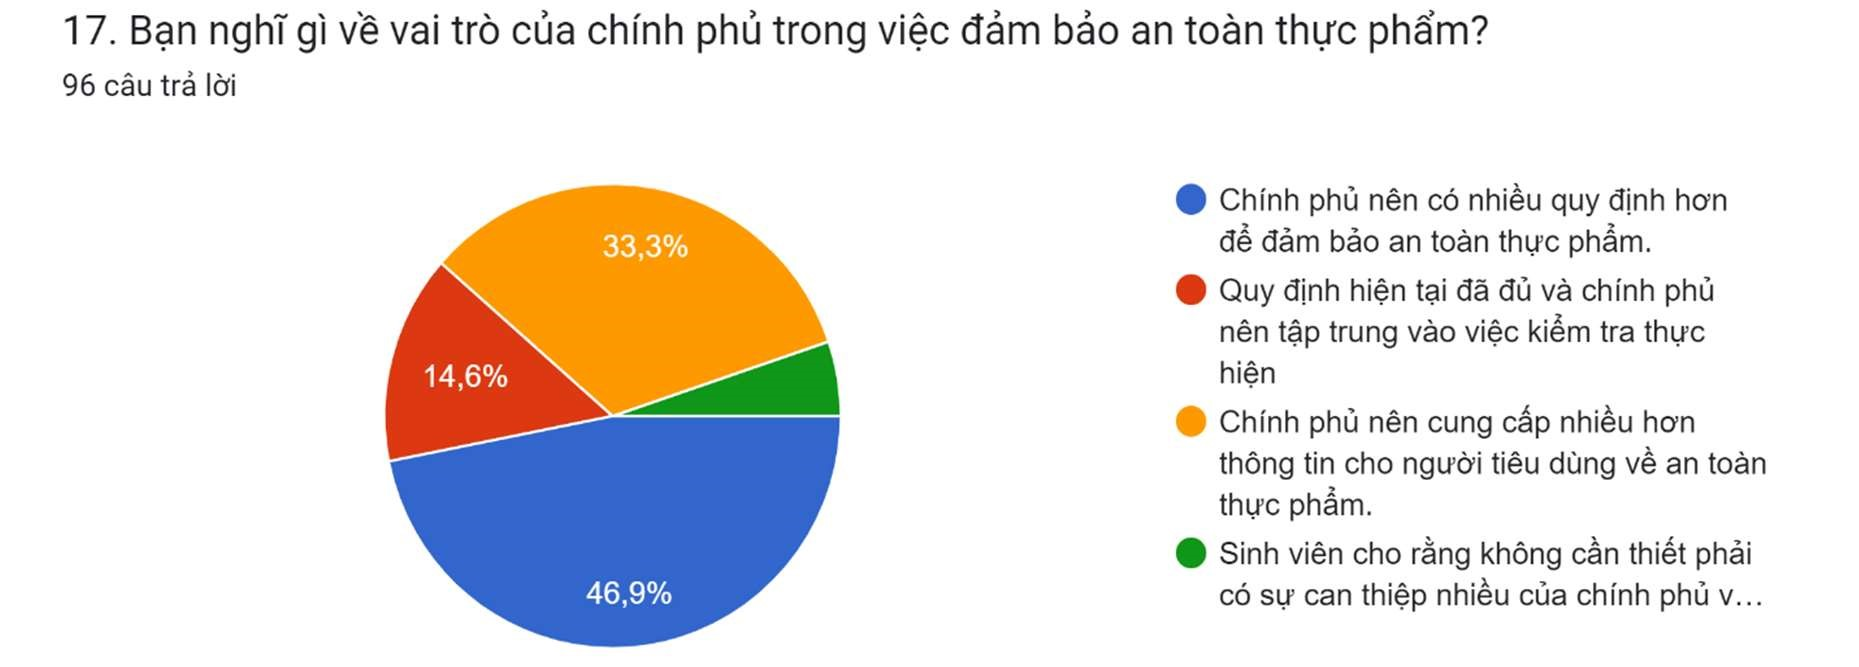 17. Bạn nghĩ gì về vai trò của chính phủ trong việc đảm bảo an toàn thực phẩm?
96 câu trả lời
33,3%
14,6%
46,9%
Chính phủ nên có nhiều quy định hơn
để đảm bảo an toàn thực phẩm.
Quy định hiện tại đã đủ và chính phủ
nên tập trung vào việc kiểm tra thực
hiện
Chính phủ nên cung cấp nhiều hơn
thông tin cho người tiêu dùng về an toàn
thực phẩm.
Sinh viên cho rằng không cần thiết phải
có sự can thiệp nhiều của chính phủ v…